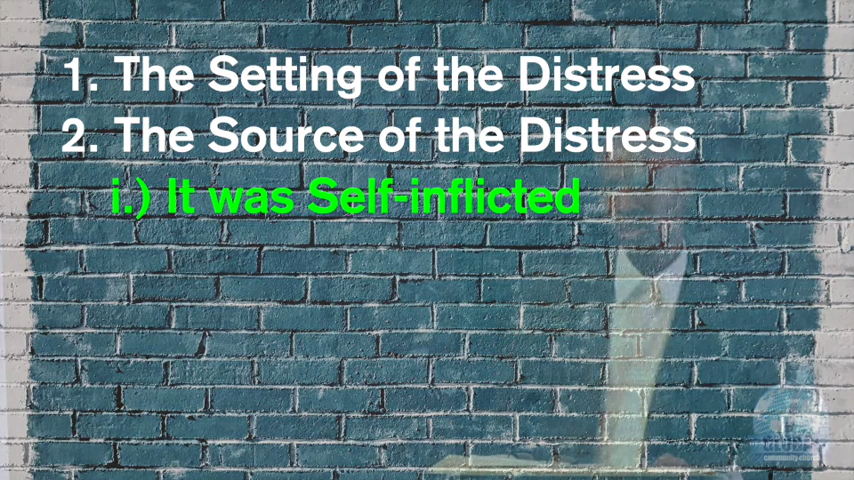 1. The Setting of the Distress
2. The Source of the Distress
i.) It was Self-inflicted